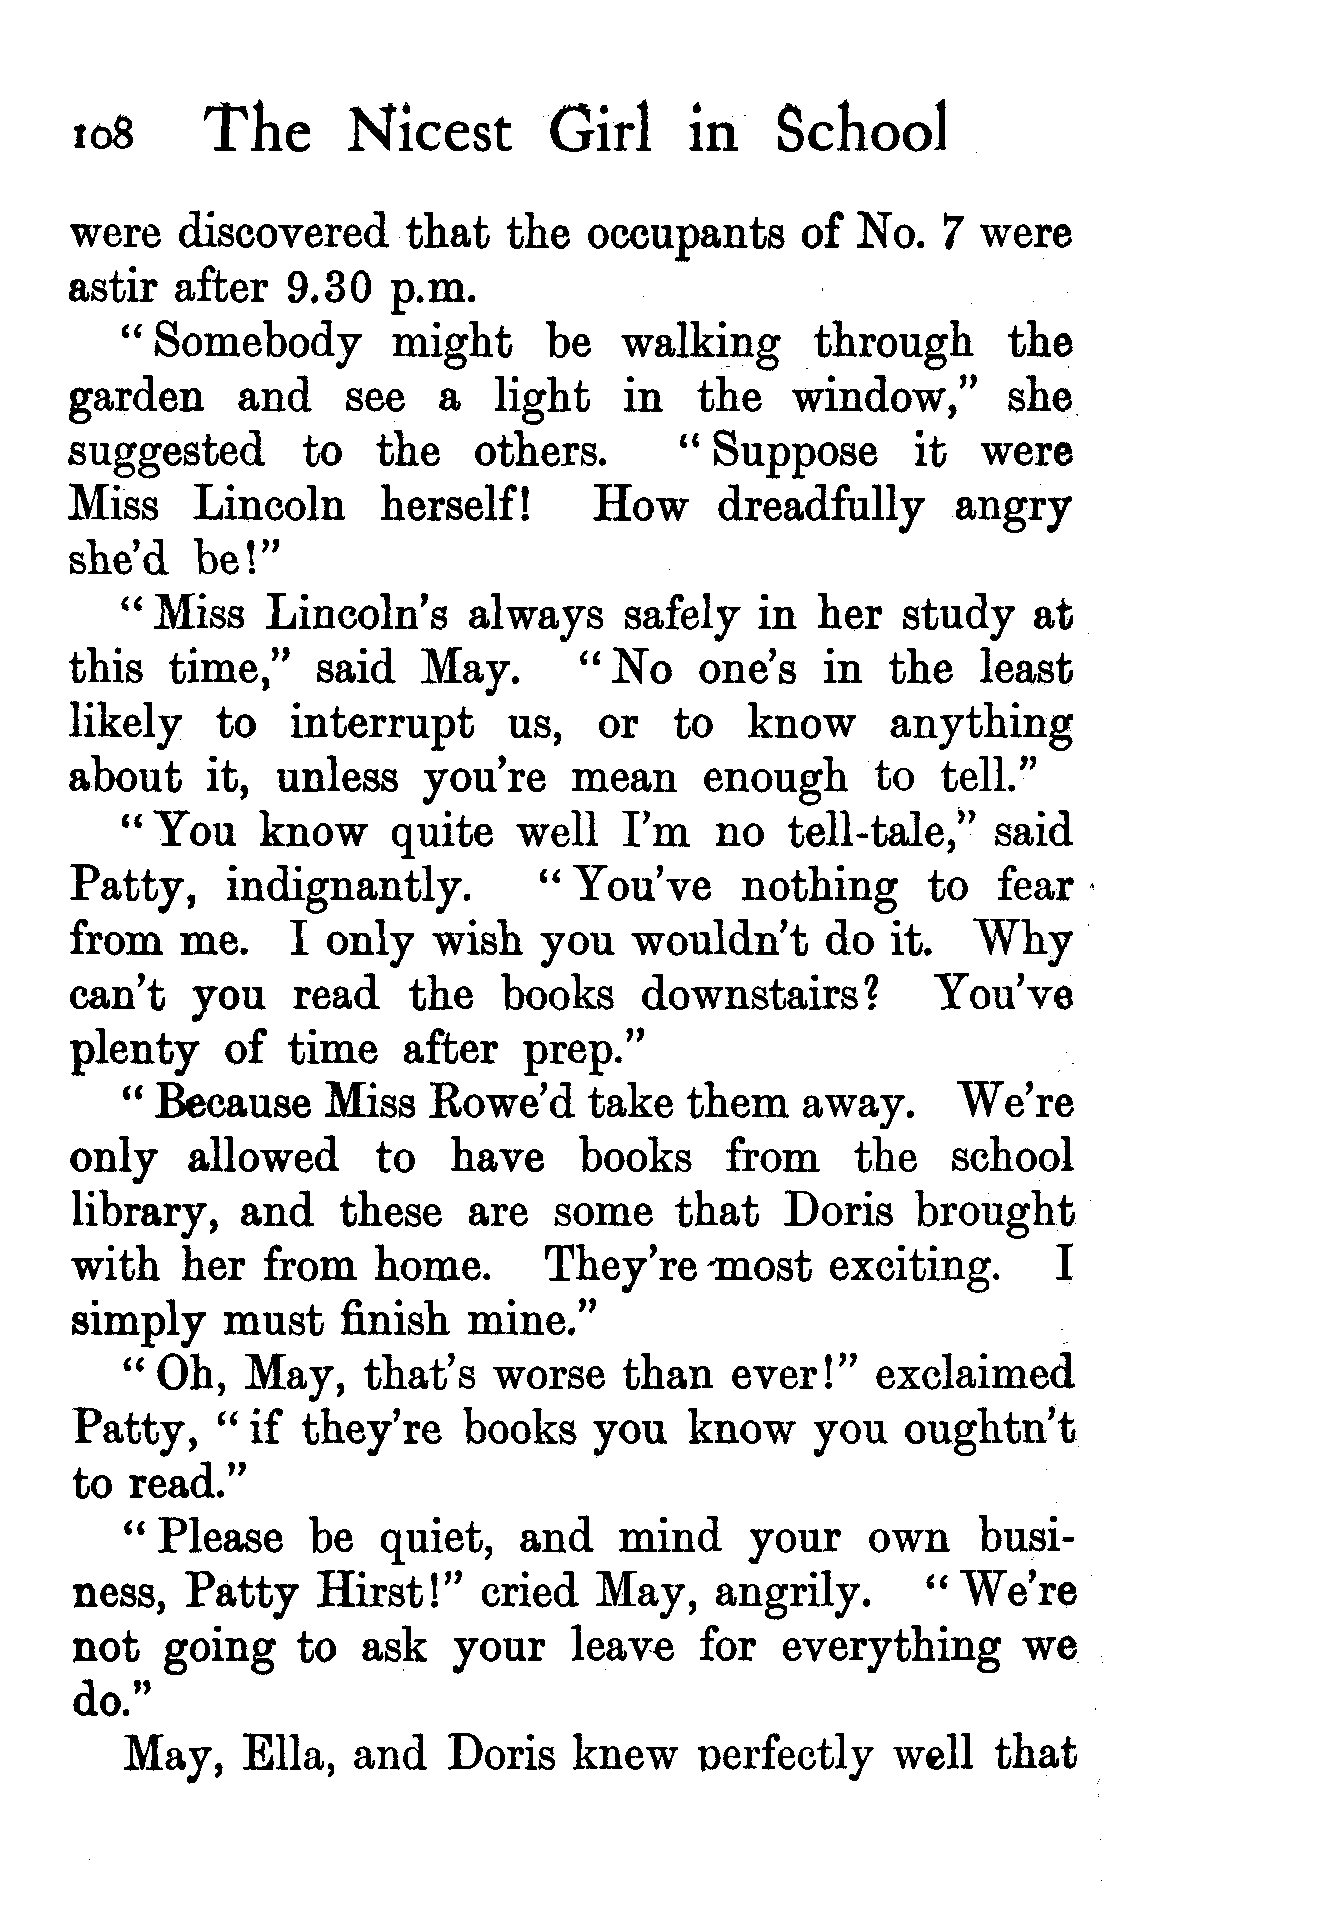 108 The Nicest Girl in School
were discovered that the occupants of No. 7 were
astir after 9.30 p.m.
“Somebody might be walking through the
garden and see a light in the window,” she
suggested to the others. “Suppose it were
Miss Lincoln herself! How dreadfully angry
she’d be!”
“Miss Lincoln’s always safely in her study at
this time,” said May. “No one’s in the least
likely to interrupt us, or to know anything
about it, unless you’re mean enough to tell.”
“You know quite well I’m no tell-tale,” said
Patty, indignantly. “You’ve nothing to fear
from me. I only wish you wouldn’t do it. Why
can’t you read the books downstairs? You’ve
plenty of time after prep.”
“Because Miss Rowe’d take them away. We’re
only allowed to have books from the school
library, and these are some that Doris brought
with her from home. They’re most exciting. I
simply must finish mine.”
“Oh, May, that’s worse than ever!” exclaimed
Patty, “if they’re books you know you oughtn’t
to read.”
“Please be quiet, and mind your own busi-
ness, Patty Hirst!” cried May, angrily. “We’re
not going to ask your leave for everything we
do.”
May, Ella, and Doris knew perfectly well that